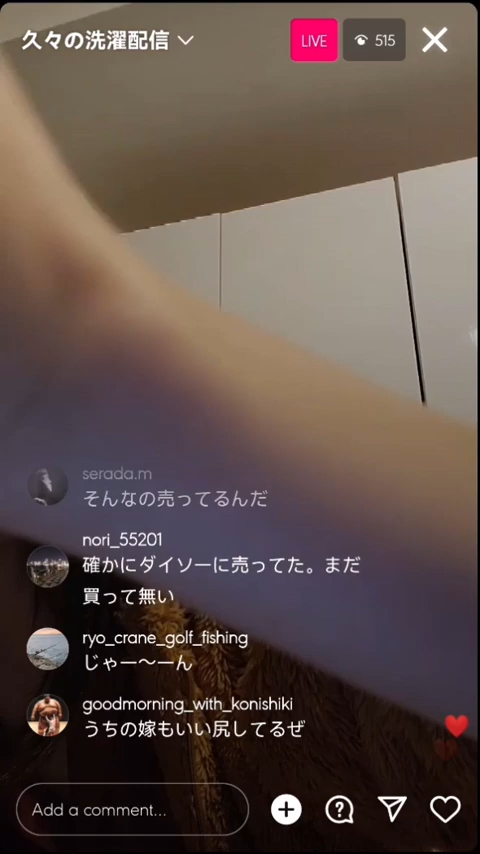 久々の洗濯配信
LIVE
515
serada.m
そんなの売ってるんだ
nori_55201
確かにダイソーに売ってた。まだ
買って無い
ryo_crane_golf_fishing
じゃー〜ーん
goodmorning_with_konishiki
うちの嫁もいい尻してるぜ
Add a comment...